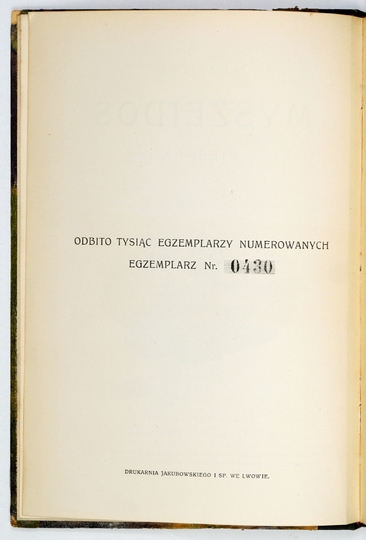 ODBITO TYSIĄC EGZEMPLARZY NUMEROWANYCH
EGZEMPLARZ Nr. 0430
DRUKARNIA JAKUBOWSKIEGO I SP. WE LWOWIE.